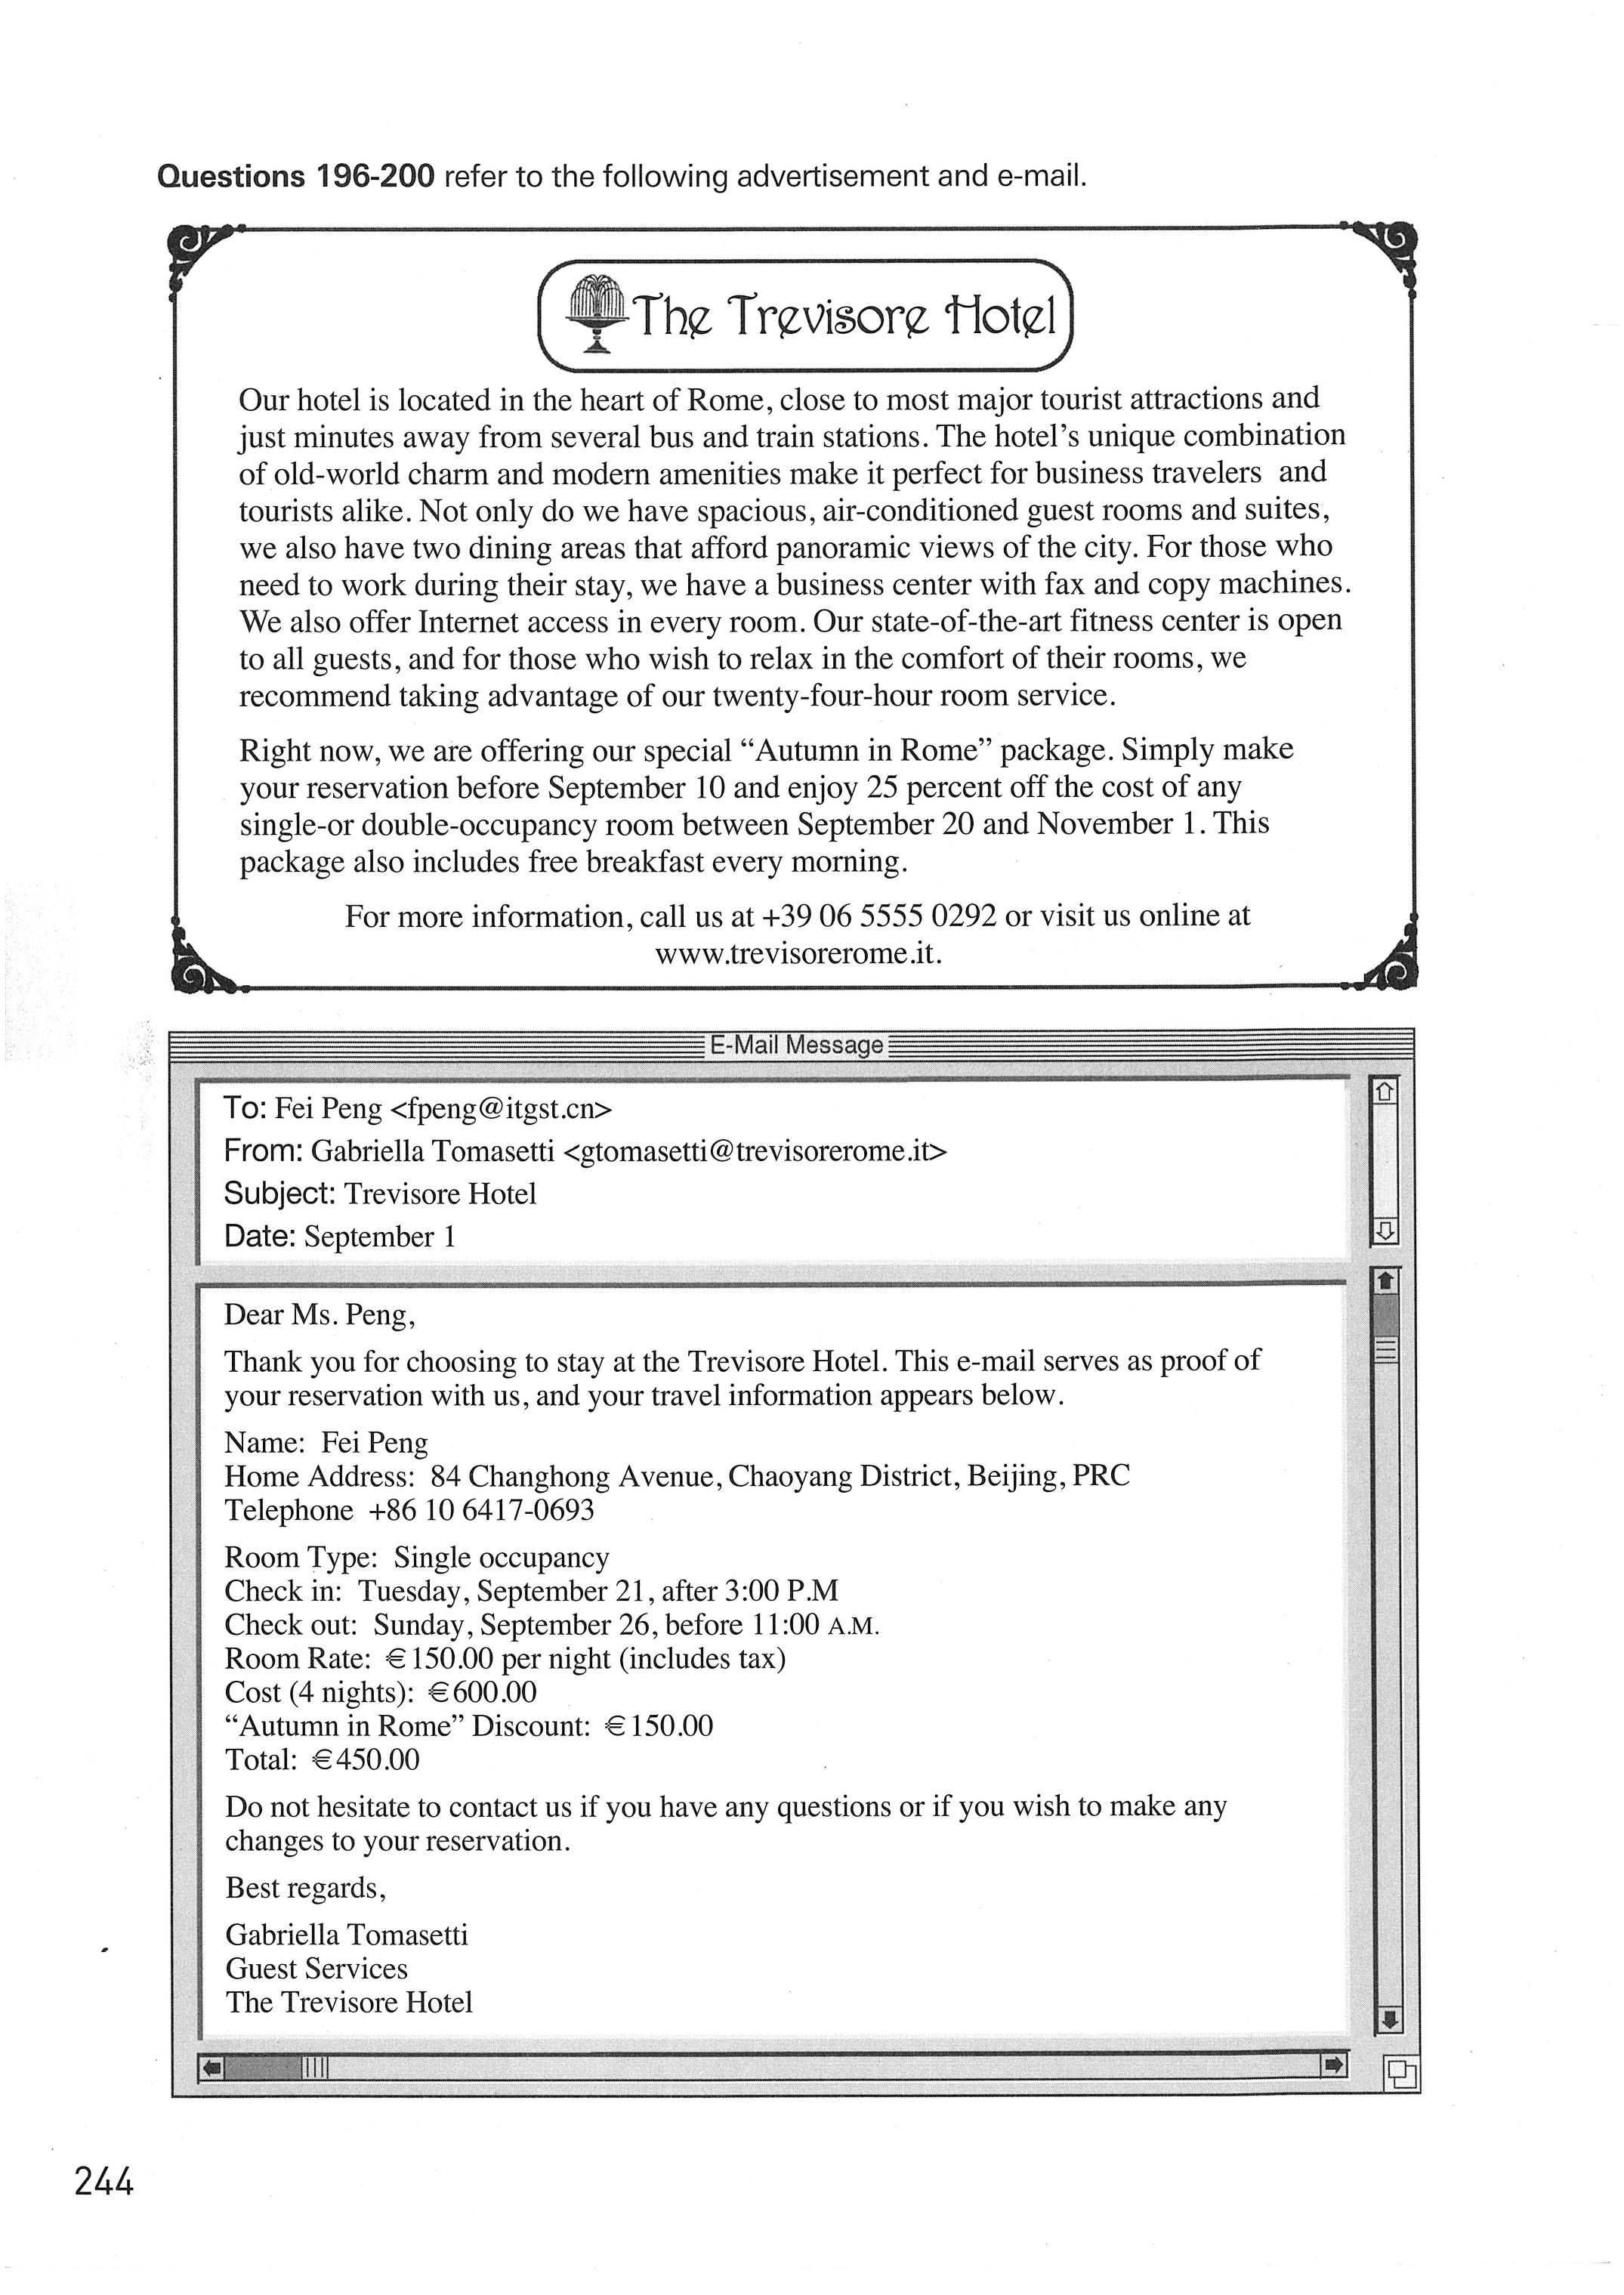 Questions 196-200 refer to the following advertisement and e-mail.
The Trevisore Hotel
Our hotel is located in the heart of Rome, close to most major tourist attractions and
just minutes away from several bus and train stations. The hotel's unique combination
of old-world charm and modern amenities make it perfect for business travelers and
tourists alike. Not only do we have spacious, air-conditioned guest rooms and suites,
we also have two dining areas that afford panoramic views of the city. For those who
need to work during their stay, we have a business center with fax and copy machines.
We also offer Internet access in every room. Our state-of-the-art fitness center is open
to all guests, and for those who wish to relax in the comfort of their rooms, we
recommend taking advantage of our twenty-four-hour room service.
Right now, we are offering our special “Autumn in Rome” package. Simply make
your reservation before September 10 and enjoy 25 percent off the cost of any
single-or double-occupancy room between September 20 and November 1. This
package also includes free breakfast every morning.
For more information, call us at +39 06 5555 0292 or visit us online at
www.trevisorerome.it.
E-Mail Message
To: Fei Peng <fpeng@itgst.cn>
From: Gabriella Tomasetti <gtomasetti@trevisorerome.it>
Subject: Trevisore Hotel
Date: September 1
Dear Ms. Peng,
Thank you for choosing to stay at the Trevisore Hotel. This e-mail serves as proof of
your reservation with us, and your travel information appears below.
Name: Fei Peng
Home Address: 84 Changhong Avenue, Chaoyang District, Beijing, PRC
Telephone +86 10 6417-0693
Room Type: Single occupancy
Check in: Tuesday, September 21, after 3:00 P.M
Check out: Sunday, September 26, before 11:00 A.M.
Room Rate: €150.00 per night (includes tax)
Cost (4 nights): €600.00
“Autumn in Rome” Discount: €150.00
Total: €450.00
Do not hesitate to contact us if you have any questions or if you wish to make any
changes to your reservation.
Best regards,
Gabriella Tomasetti
Guest Services
The Trevisore Hotel
244